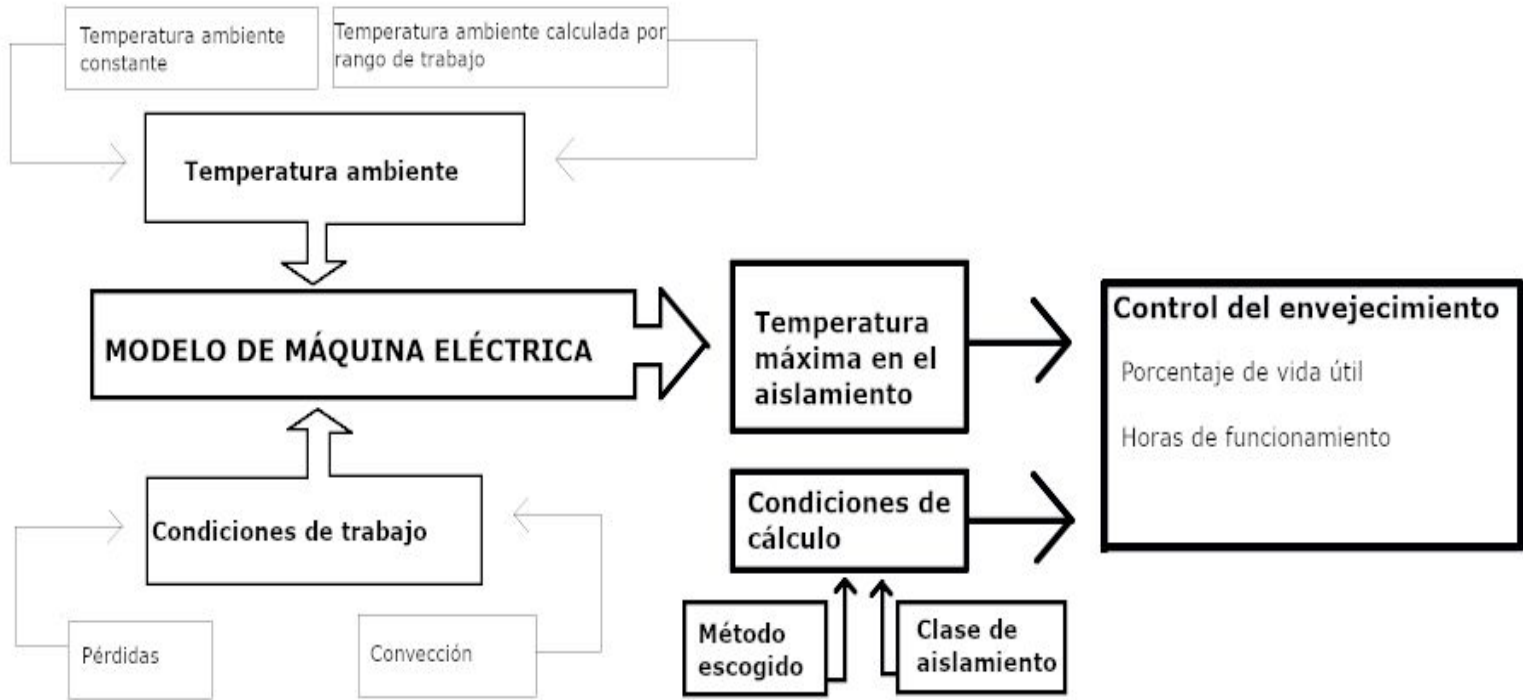 Temperatura ambiente
constante
Temperatura ambiente calculada por
rango de trabajo
Temperatura ambiente
MODELO DE MÁQUINA ELÉCTRICA
Temperatura
máxima en el
aislamiento
Control del envejecimiento
Porcentaje de vida útil
Horas de funcionamiento
Condiciones de trabajo
Condiciones de
cálculo
Pérdidas
Convección
Método
escogido
Clase de
aislamiento